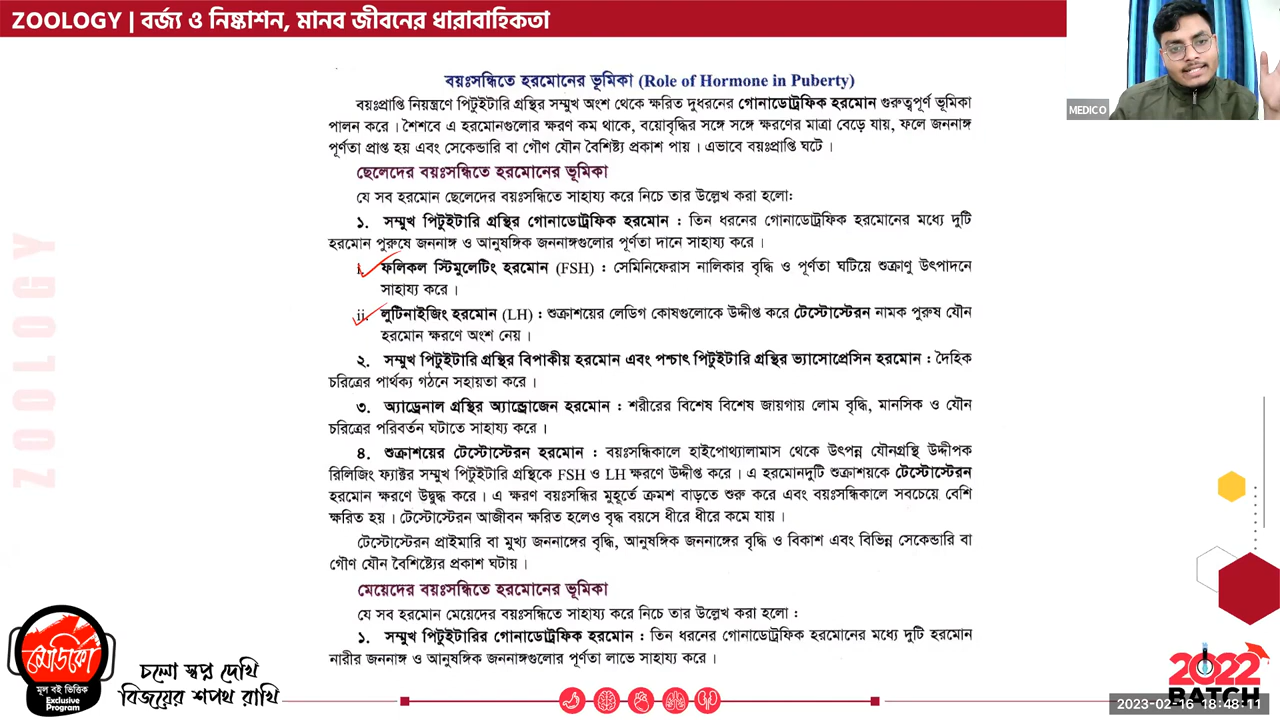 ZOOLOGY | বর্জ্য ও নিষ্কাশন, মানব জীবনের ধারাবাহিকতা
MEDICO
ZOOLOGY
বয়ঃসন্ধিতে হরমোনের ভূমিকা (Role of Hormone in Puberty)
বয়ঃপ্রাপ্তি নিয়ন্ত্রণে পিটুইটারি গ্রন্থির সম্মুখ অংশ থেকে ক্ষরিত দুধরনের গোনাডোট্রফিক হরমোন গুরুত্বপূর্ণ ভূমিকা
পালন করে। শৈশবে এ হরমোনগুলোর ক্ষরণ কম থাকে, বয়োবৃদ্ধির সঙ্গে সঙ্গে ক্ষরণের মাত্রা বেড়ে যায়, ফলে জননাঙ্গ
পূর্ণতা প্রাপ্ত হয় এবং সেকেন্ডারি বা গৌণ যৌন বৈশিষ্ট্য প্রকাশ পায়। এভাবে বয়ঃপ্রাপ্তি ঘটে।
ছেলেদের বয়ঃসন্ধিতে হরমোনের ভূমিকা
যে সব হরমোন ছেলেদের বয়ঃসন্ধিতে সাহায্য করে নিচে তার উল্লেখ করা হলো:
১. সম্মুখ পিটুইটারি গ্রন্থির গোনাডোট্রফিক হরমোন : তিন ধরনের গোনাডোট্রফিক হরমোনের মধ্যে দুটি
হরমোন পুরুষে জননাঙ্গ ও আনুষঙ্গিক জননাঙ্গগুলোর পূর্ণতা দানে সাহায্য করে।
i. ফলিকল স্টিমুলেটিং হরমোন (FSH) : সেমিনিফেরাস নালিকার বৃদ্ধি ও পূর্ণতা ঘটিয়ে শুক্রাণু উৎপাদনে
সাহায্য করে।
ii. লুটিনাইজিং হরমোন (LH) : শুক্রাশয়ের লেডিগ কোষগুলোকে উদ্দীপ্ত করে টেস্টোস্টেরন নামক পুরুষ যৌন
হরমোন ক্ষরণে অংশ নেয়।
২. সম্মুখ পিটুইটারি গ্রন্থির বিপাকীয় হরমোন এবং পশ্চাৎ পিটুইটারি গ্রন্থির ভ্যাসোপ্রেসিন হরমোন : দৈহিক
চরিত্রের পার্থক্য গঠনে সহায়তা করে।
৩. অ্যাড্রেনাল গ্রন্থির অ্যান্ড্রোজেন হরমোন : শরীরের বিশেষ বিশেষ জায়গায় লোম বৃদ্ধি, মানসিক ও যৌন
চরিত্রের পরিবর্তন ঘটাতে সাহায্য করে।
৪. শুক্রাশয়ের টেস্টোস্টেরন হরমোন : বয়ঃসন্ধিকালে হাইপোথ্যালামাস থেকে উৎপন্ন যৌনগ্রন্থি উদ্দীপক
রিলিজিং ফ্যাক্টর সম্মুখ পিটুইটারি গ্রন্থিকে FSH ও LH ক্ষরণে উদ্দীপ্ত করে। এ হরমোনদুটি শুক্রাশয়কে টেস্টোস্টেরন
হরমোন ক্ষরণে উদ্বুদ্ধ করে। এ ক্ষরণ বয়ঃসন্ধির মুহূর্তে ক্রমশ বাড়তে শুরু করে এবং বয়ঃসন্ধিকালে সবচেয়ে বেশি
ক্ষরিত হয়। টেস্টোস্টেরন আজীবন ক্ষরিত হলেও বৃদ্ধ বয়সে ধীরে ধীরে কমে যায়।
টেস্টোস্টেরন প্রাইমারি বা মুখ্য জননাঙ্গের বৃদ্ধি, আনুষঙ্গিক জননাঙ্গের বৃদ্ধি ও বিকাশ এবং বিভিন্ন সেকেন্ডারি বা
গৌণ যৌন বৈশিষ্ট্যের প্রকাশ ঘটায়।
মেয়েদের বয়ঃসন্ধিতে হরমোনের ভূমিকা
যে সব হরমোন মেয়েদের বয়ঃসন্ধিতে সাহায্য করে নিচে তার উল্লেখ করা হলো :
১. সম্মুখ পিটুইটারির গোনাডোট্রফিক হরমোন : তিন ধরনের গোনাডোট্রফিক হরমোনের মধ্যে দুটি হরমোন
নারীর জননাঙ্গ ও আনুষঙ্গিক জননাঙ্গগুলোর পূর্ণতা লাভে সাহায্য করে।
মেডিকো
মূল বই ভিত্তিক
Exclusive
Program
চলো স্বপ্ন দেখি
বিজয়ের শপথ রাখি
2022
BATCH
2023-02-16 18:48:11